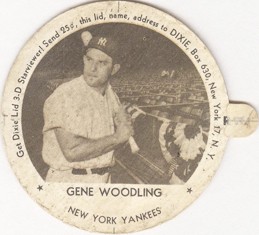 Get Dixie Lid 3-D Starviewer! Send 25¢, this lid, name, address to DIXIE, Box 630, New York 17, N. Y.
GENE WOODLING
NEW YORK YANKEES